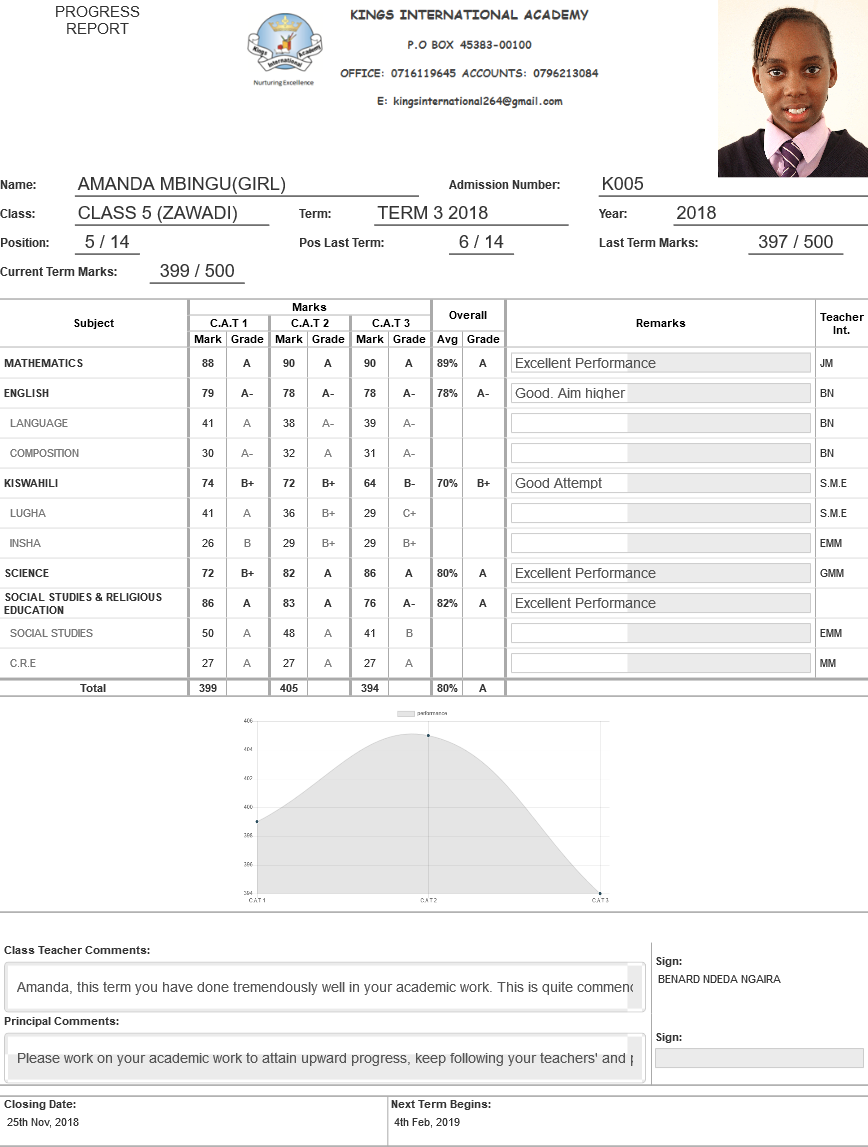 PROGRESS
REPORT
KINGS INTERNATIONAL ACADEMY
P.O BOX 45383-00100
OFFICE: 0716119645 ACCOUNTS: 0796213084
E: kingsinternational264@gmail.com
Kings International Academy
Nurturing Excellence
Name: AMANDA MBINGU(GIRL) Admission Number: K005
Class: CLASS 5 (ZAWADI) Term: TERM 3 2018 Year: 2018
Position: 5 / 14 Pos Last Term: 6 / 14 Last Term Marks: 397 / 500
Current Term Marks: 399 / 500
Subject Marks Overall Remarks Teacher Int.
C.A.T 1 C.A.T 2 C.A.T 3
Mark Grade Mark Grade Mark Grade Avg Grade
MATHEMATICS 88 A 90 A 90 A 89% A Excellent Performance JM
ENGLISH 79 A- 78 A- 78 A- 78% A- Good. Aim higher BN
LANGUAGE 41 A 38 A- 39 A- BN
COMPOSITION 30 A- 32 A 31 A- BN
KISWAHILI 74 B+ 72 B+ 64 B- 70% B+ Good Attempt S.M.E
LUGHA 41 A 36 B+ 29 C+ S.M.E
INSHA 26 B 29 B+ 29 B+ EMM
SCIENCE 72 B+ 82 A 86 A 80% A Excellent Performance GMM
SOCIAL STUDIES & RELIGIOUS
EDUCATION 86 A 83 A 76 A- 82% A Excellent Performance
SOCIAL STUDIES 50 A 48 A 41 B EMM
C.R.E 27 A 27 A 27 A MM
Total 399 405 394 80% A
performance
406
404
402
400
398
396
394
CAT1 CAT2 CAT3
Class Teacher Comments:
Amanda, this term you have done tremendously well in your academic work. This is quite
Sign:
BENARD NDEDA NGAIRA
Principal Comments:
Please work on your academic work to attain upward progress, keep following your teachers' and
Sign:
Closing Date: Next Term Begins:
25th Nov, 2018 4th Feb, 2019